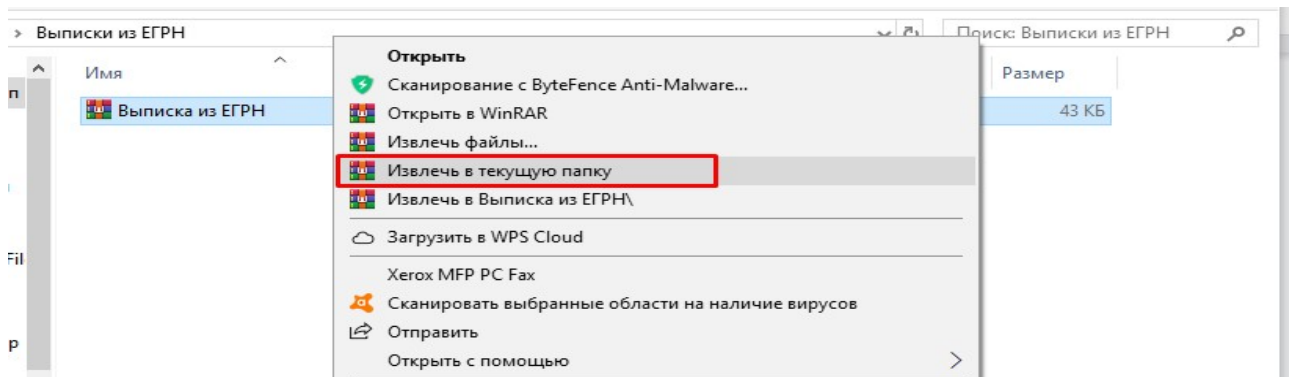 Выписки из ЕГРН
Поиск: Выписки из ЕГРН
Имя
Размер
Выписка из ЕГРН
43 КБ
Открыть
Сканирование с ByteFence Anti-Malware...
Открыть в WinRAR
Извлечь файлы...
Извлечь в текущую папку
Извлечь в Выписка из ЕГРН\
Загрузить в WPS Cloud
Xerox MFP PC Fax
Сканировать выбранные области на наличие вирусов
Отправить
Открыть с помощью